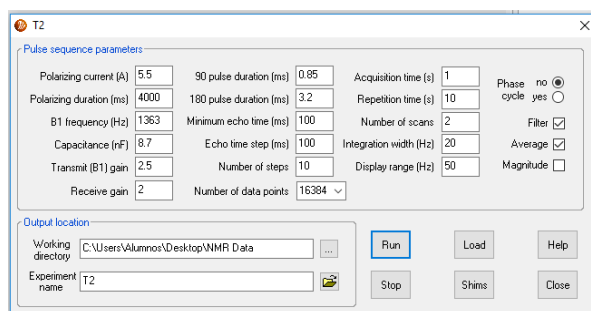 T2
Pulse sequence parameters
Polarizing current (A) 5.5 90 pulse duration (ms) 0.85 Acquisition time (s) 1 Phase no
Polarizing duration (ms) 4000 180 pulse duration (ms) 3.2 Repetition time (s) 10 cycle yes
B1 frequency (Hz) 1363 Minimum echo time (ms) 100 Number of scans 2 Filter
Capacitance (nF) 8.7 Echo time step (ms) 100 Integration width (Hz) 20 Average
Transmit (B1) gain 2.5 Number of steps 10 Display range (Hz) 50 Magnitude
Receive gain 2 Number of data points 16384
Output location
Working directory C:\Users\Alumnos\Desktop\NMR Data ... Run Load Help
Experiment name T2 Stop Shims Close